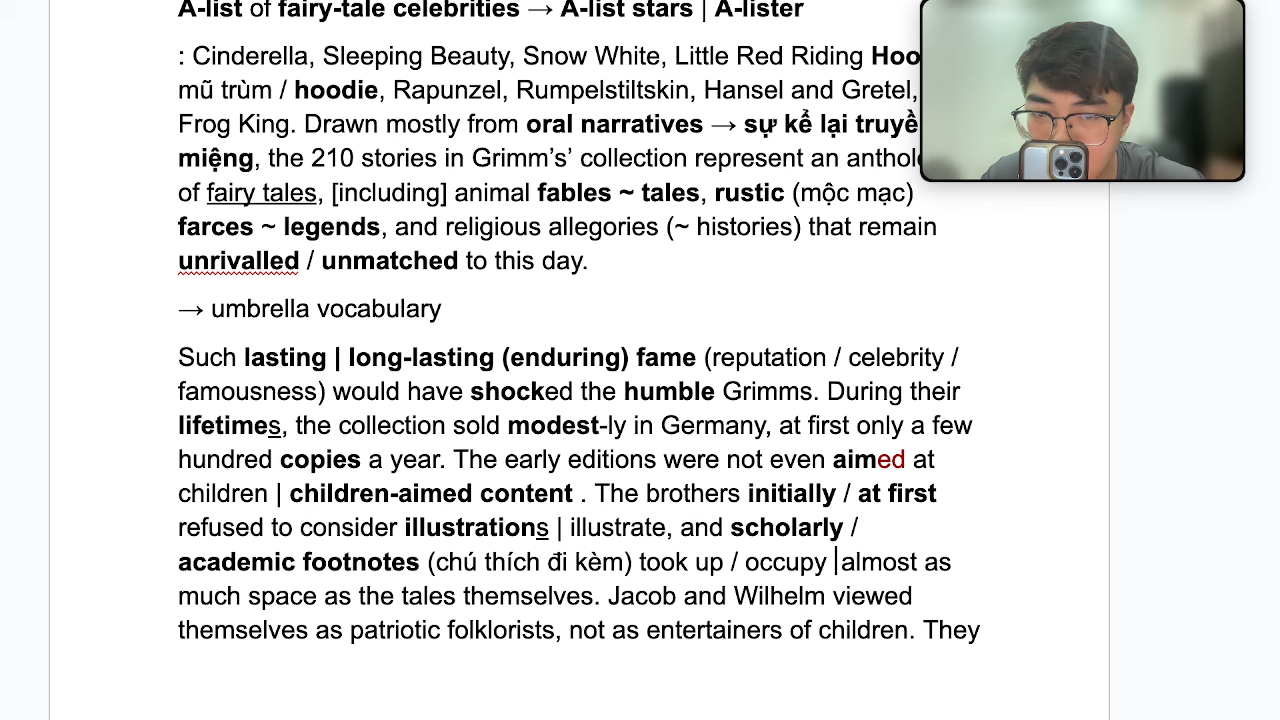 A-list of fairy-tale celebrities → A-list stars | A-lister
: Cinderella, Sleeping Beauty, Snow White, Little Red Riding
mũ trùm / hoodie, Rapunzel, Rumpelstiltskin, Hansel and Gretel,
Frog King. Drawn mostly from oral narratives → sự kể lại
miệng, the 210 stories in Grimm’s’ collection represent an
of fairy tales, [including] animal fables ~ tales, rustic (mộc mạc)
farces ~ legends, and religious allegories (~ histories) that remain
unrivalled / unmatched to this day.
→ umbrella vocabulary
Such lasting | long-lasting (enduring) fame (reputation / celebrity /
famousness) would have shocked the humble Grimms. During their
lifetimes, the collection sold modest-ly in Germany, at first only a few
hundred copies a year. The early editions were not even aimed at
children | children-aimed content . The brothers initially / at first
refused to consider illustrations | illustrate, and scholarly /
academic footnotes (chú thích đi kèm) took up / occupy almost as
much space as the tales themselves. Jacob and Wilhelm viewed
themselves as patriotic folklorists, not as entertainers of children. They